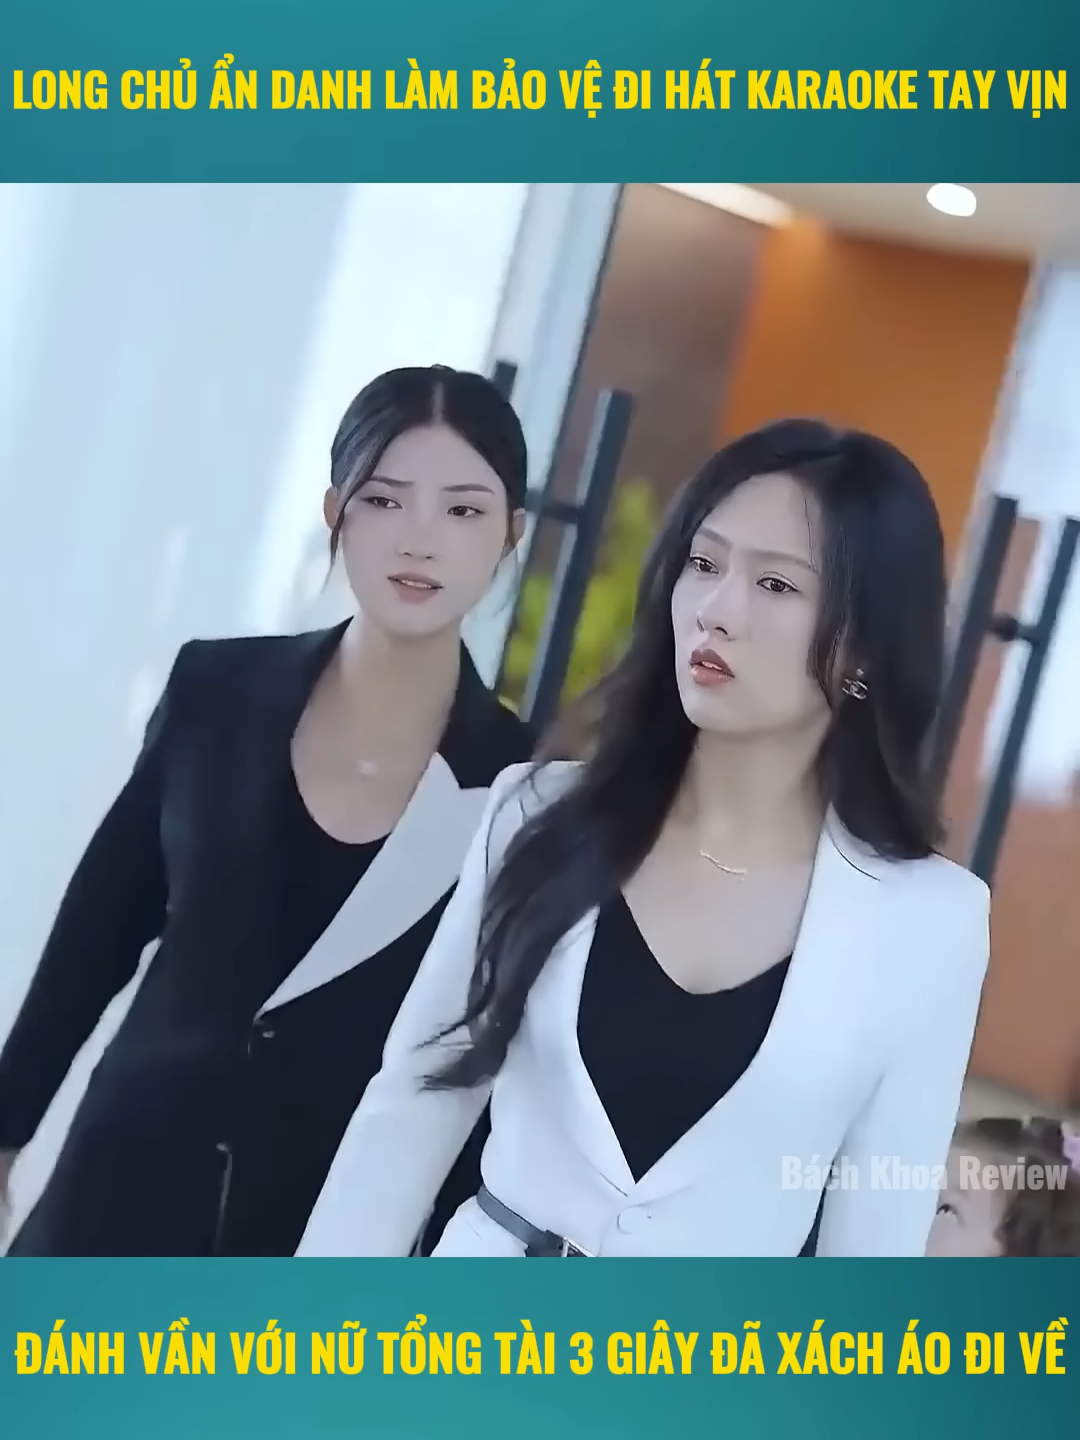 LONG CHỦ ẨN DANH LÀM BẢO VỆ ĐI HÁT KARAOKE TAY VỊN
Bách Khoa Review
ĐÁNH VẦN VỚI NỮ TỔNG TÀI 3 GIÂY ĐÃ XÁCH ÁO ĐI VỀ